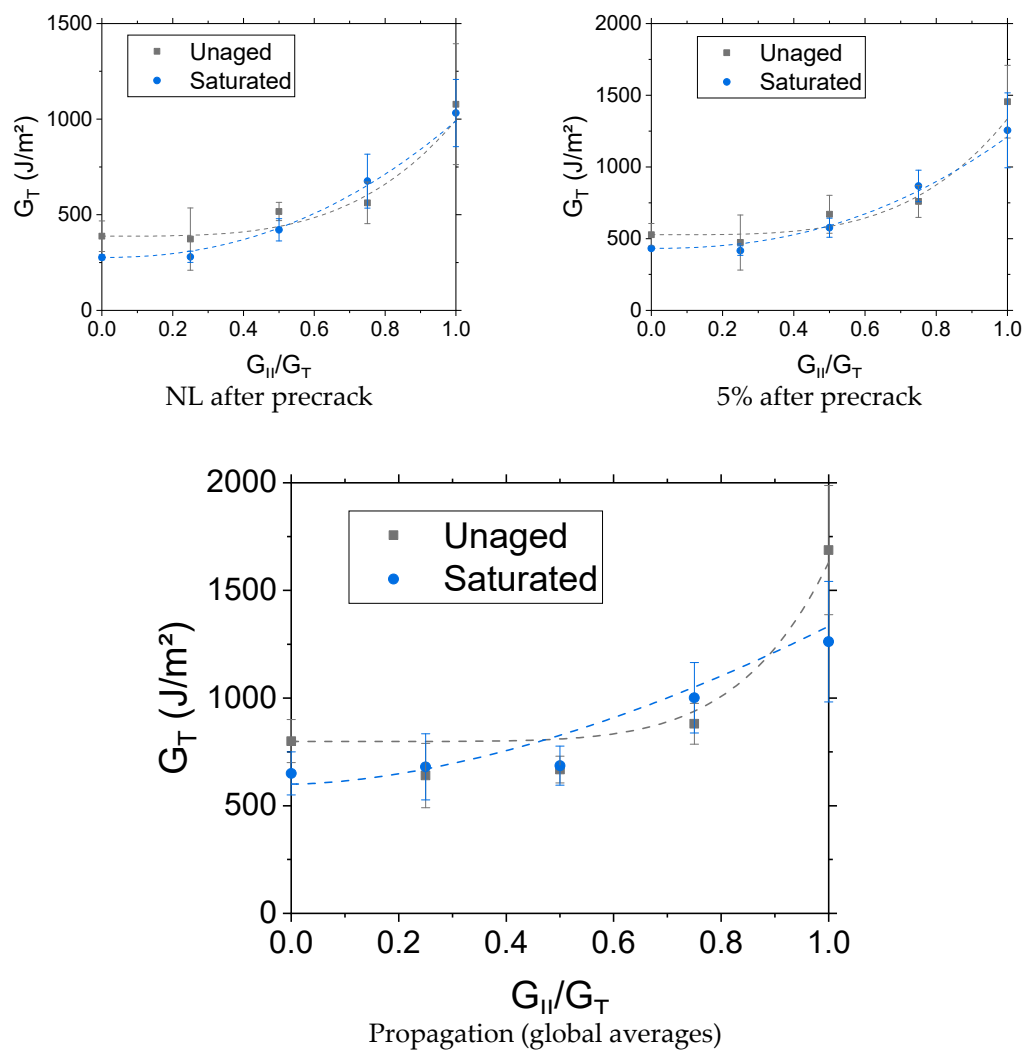 1500
1000
500
0
G_T (J/m²)
Unaged
Saturated
0.0 0.2 0.4 0.6 0.8 1.0
G_II/G_T
NL after precrack
2000
1500
1000
500
0
G_T (J/m²)
Unaged
Saturated
0.0 0.2 0.4 0.6 0.8 1.0
G_II/G_T
5% after precrack
2000
1500
1000
500
0
G_T (J/m²)
Unaged
Saturated
0.0 0.2 0.4 0.6 0.8 1.0
G_II/G_T
Propagation (global averages)